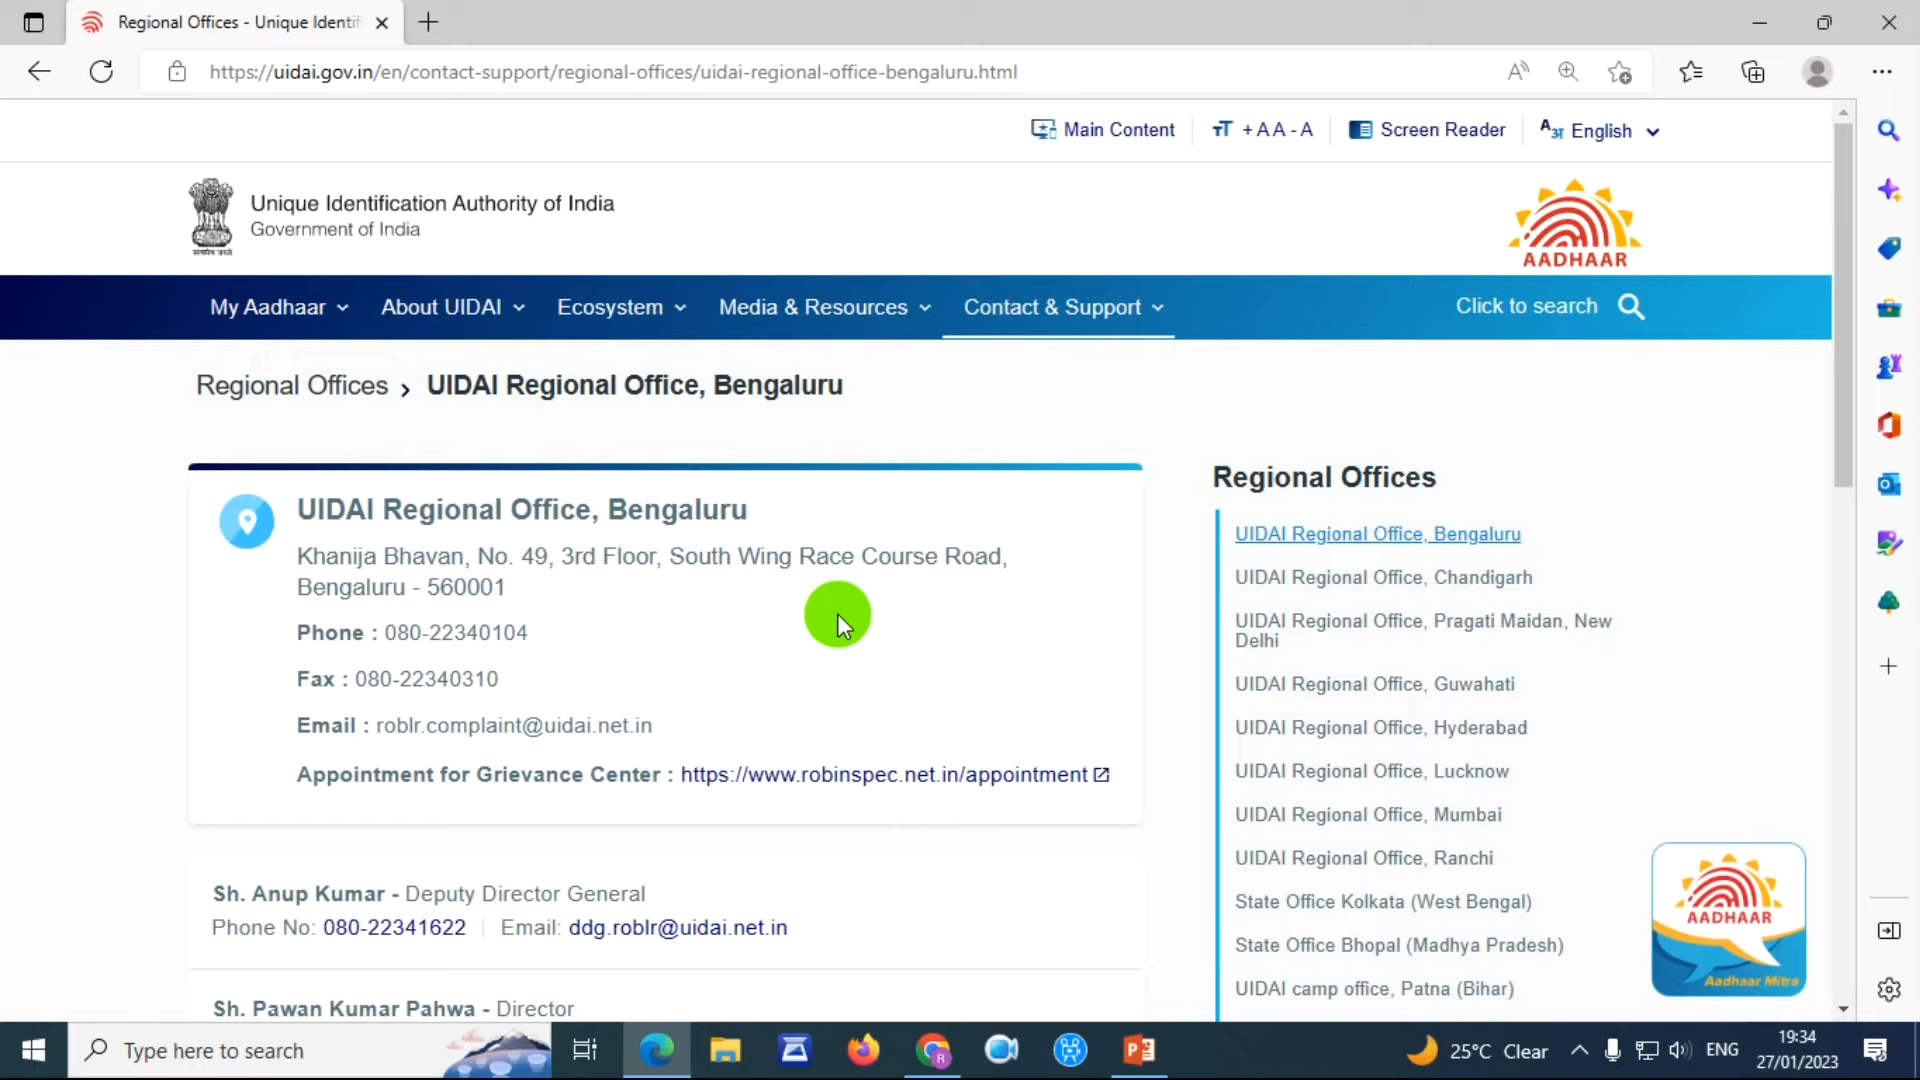 Regional Offices - Unique Identif
https://uidai.gov.in/en/contact-support/regional-offices/uidai-regional-office-bengaluru.html
Main Content
+ A A - A
Screen Reader
English
सत्यमेव जयते
Unique Identification Authority of India
Government of India
AADHAAR
My Aadhaar
About UIDAI
Ecosystem
Media & Resources
Contact & Support
Click to search
Regional Offices › UIDAI Regional Office, Bengaluru
UIDAI Regional Office, Bengaluru
Khanija Bhavan, No. 49, 3rd Floor, South Wing Race Course Road,
Bengaluru - 560001
Phone : 080-22340104
Fax : 080-22340310
Email : roblr.complaint@uidai.net.in
Appointment for Grievance Center : https://www.robinspec.net.in/appointment
Sh. Anup Kumar - Deputy Director General
Phone No: 080-22341622 | Email: ddg.roblr@uidai.net.in
Sh. Pawan Kumar Pahwa - Director
Regional Offices
UIDAI Regional Office, Bengaluru
UIDAI Regional Office, Chandigarh
UIDAI Regional Office, Pragati Maidan, New
Delhi
UIDAI Regional Office, Guwahati
UIDAI Regional Office, Hyderabad
UIDAI Regional Office, Lucknow
UIDAI Regional Office, Mumbai
UIDAI Regional Office, Ranchi
State Office Kolkata (West Bengal)
State Office Bhopal (Madhya Pradesh)
UIDAI camp office, Patna (Bihar)
AADHAAR
Aadhaar Mitra
Type here to search
25°C Clear
ENG
19:34
27/01/2023